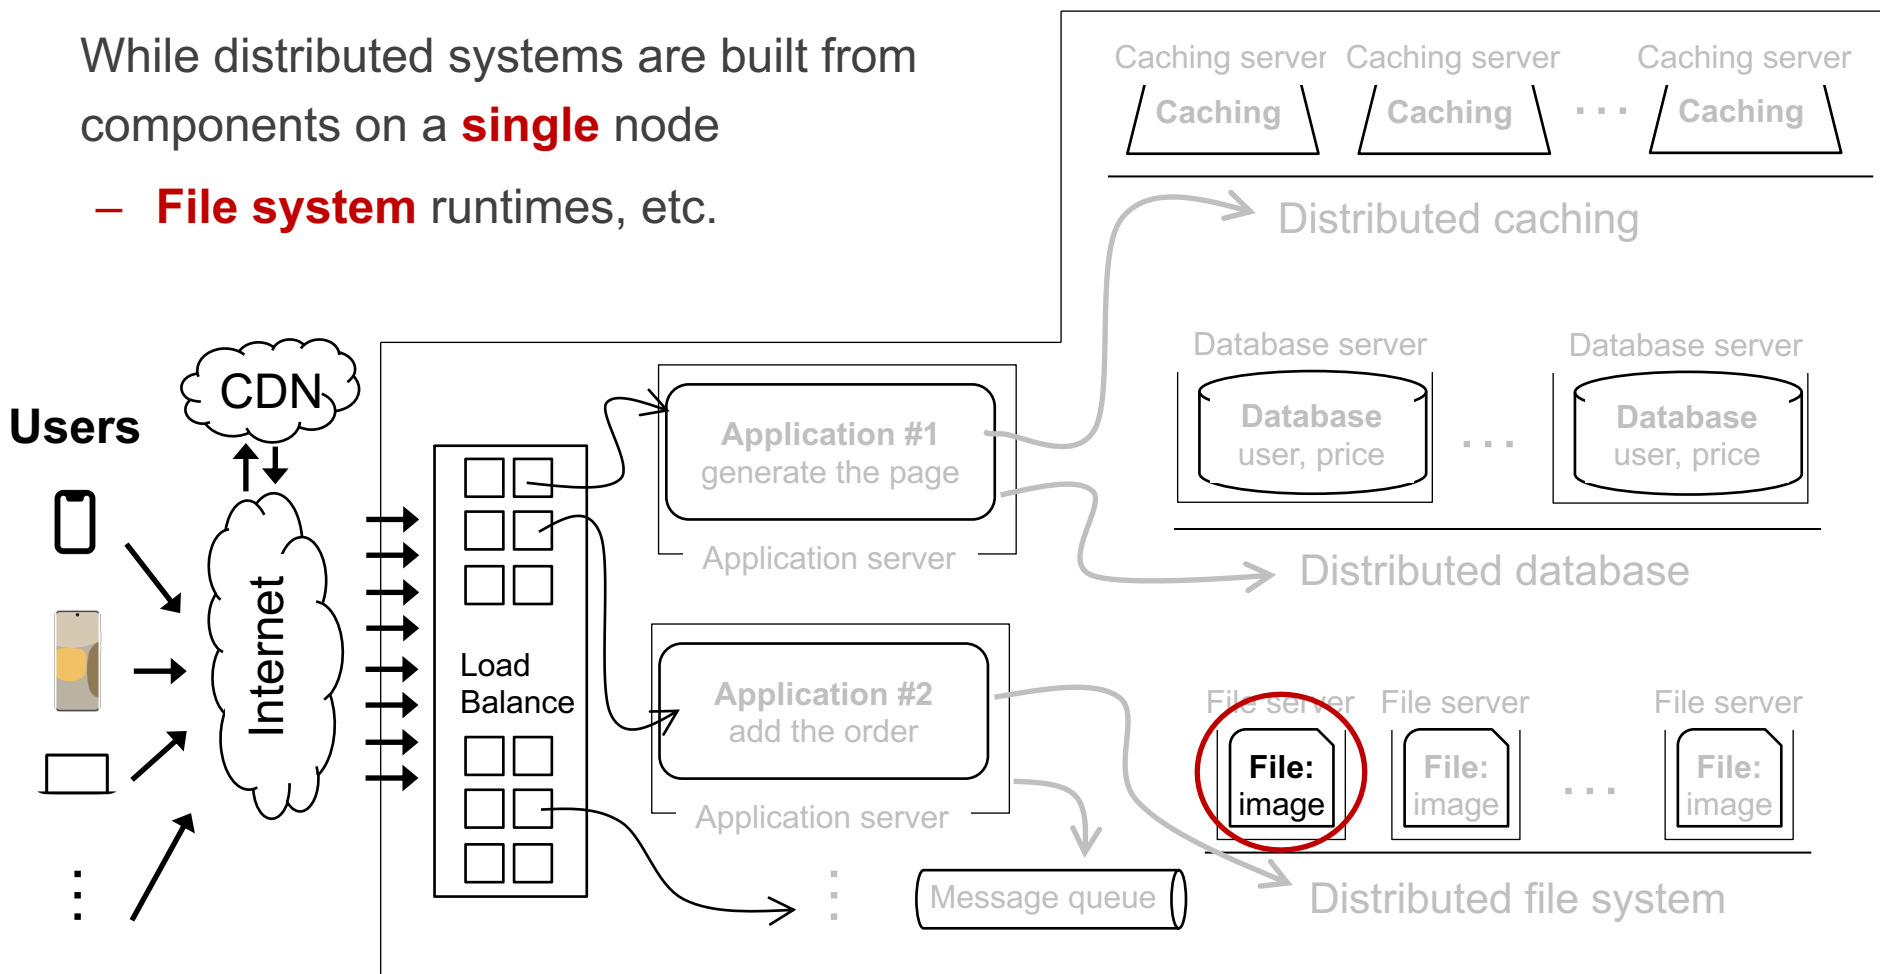 While distributed systems are built from
components on a single node
– File system runtimes, etc.
Caching server Caching server Caching server
Caching Caching . . . Caching
Distributed caching
Database server Database server
Database
user, price
. . .
Database
user, price
Distributed database
CDN
Users
Internet
Load
Balance
Application #1
generate the page
Application server
Application #2
add the order
Application server
Message queue
File server File server File server
File:
image
File:
image
. . .
File:
image
Distributed file system